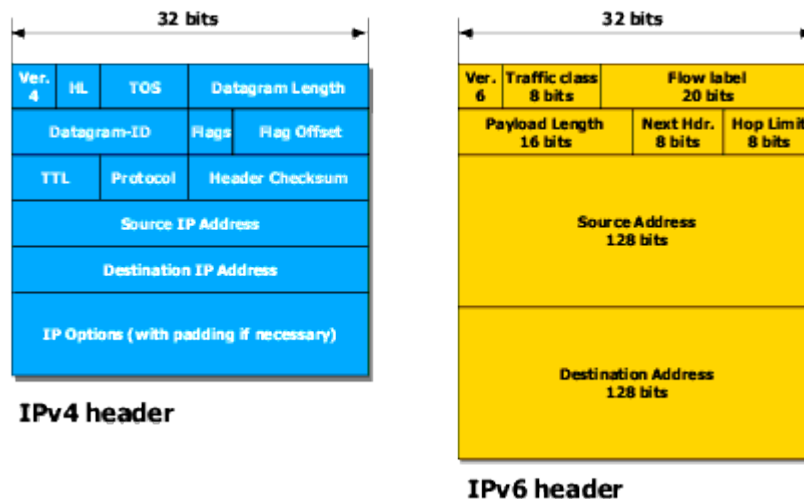 32 bits
Ver. 4 HL TOS Datagram Length
Datagram-ID Flags Flag Offset
TTL Protocol Header Checksum
Source IP Address
Destination IP Address
IP Options (with padding if necessary)
IPv4 header
32 bits
Ver. 6 Traffic class 8 bits Flow label 20 bits
Payload Length 16 bits Next Hdr. 8 bits Hop Limit 8 bits
Source Address
128 bits
Destination Address
128 bits
IPv6 header